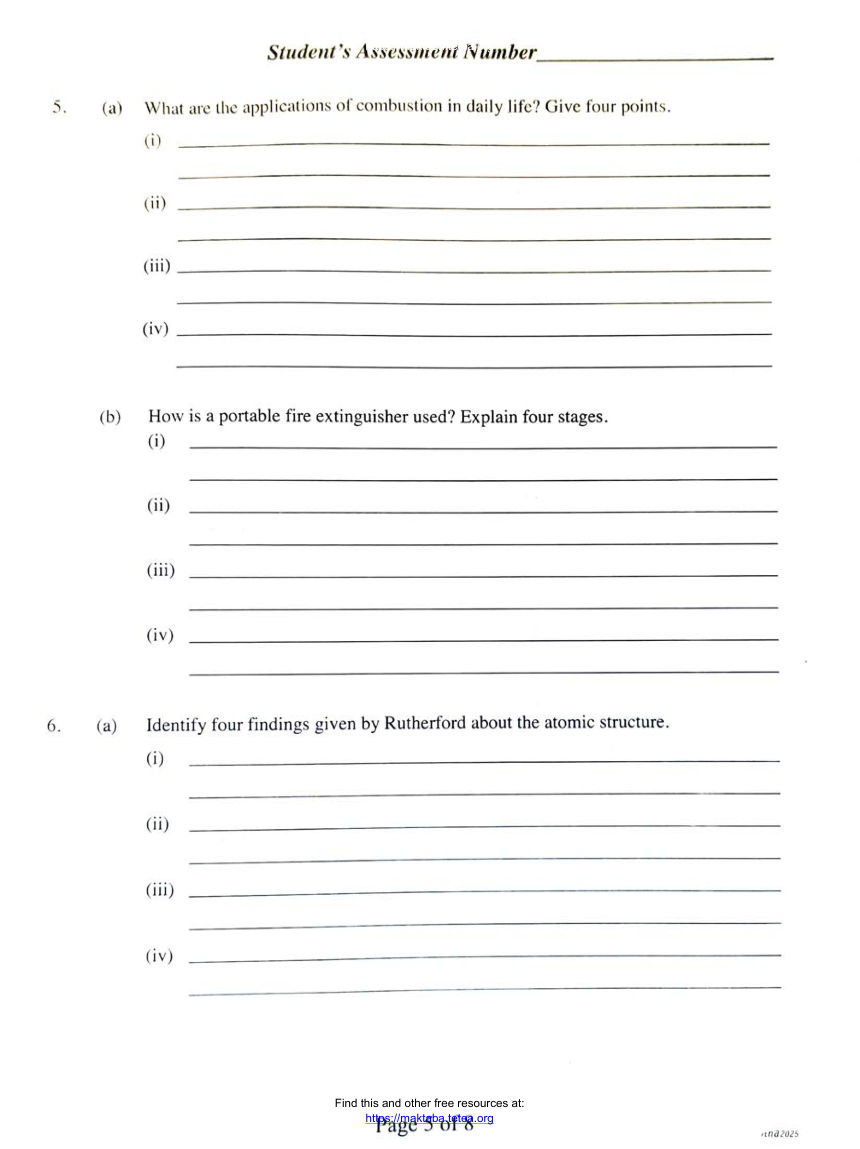 Student's Assessment Number
5. (a) What are the applications of combustion in daily life? Give four points.
(i)
(ii)
(iii)
(iv)
(b) How is a portable fire extinguisher used? Explain four stages.
(i)
(ii)
(iii)
(iv)
6. (a) Identify four findings given by Rutherford about the atomic structure.
(i)
(ii)
(iii)
(iv)
Find this and other free resources at:
https://maktaba.tetea.org
Page 5 of 8